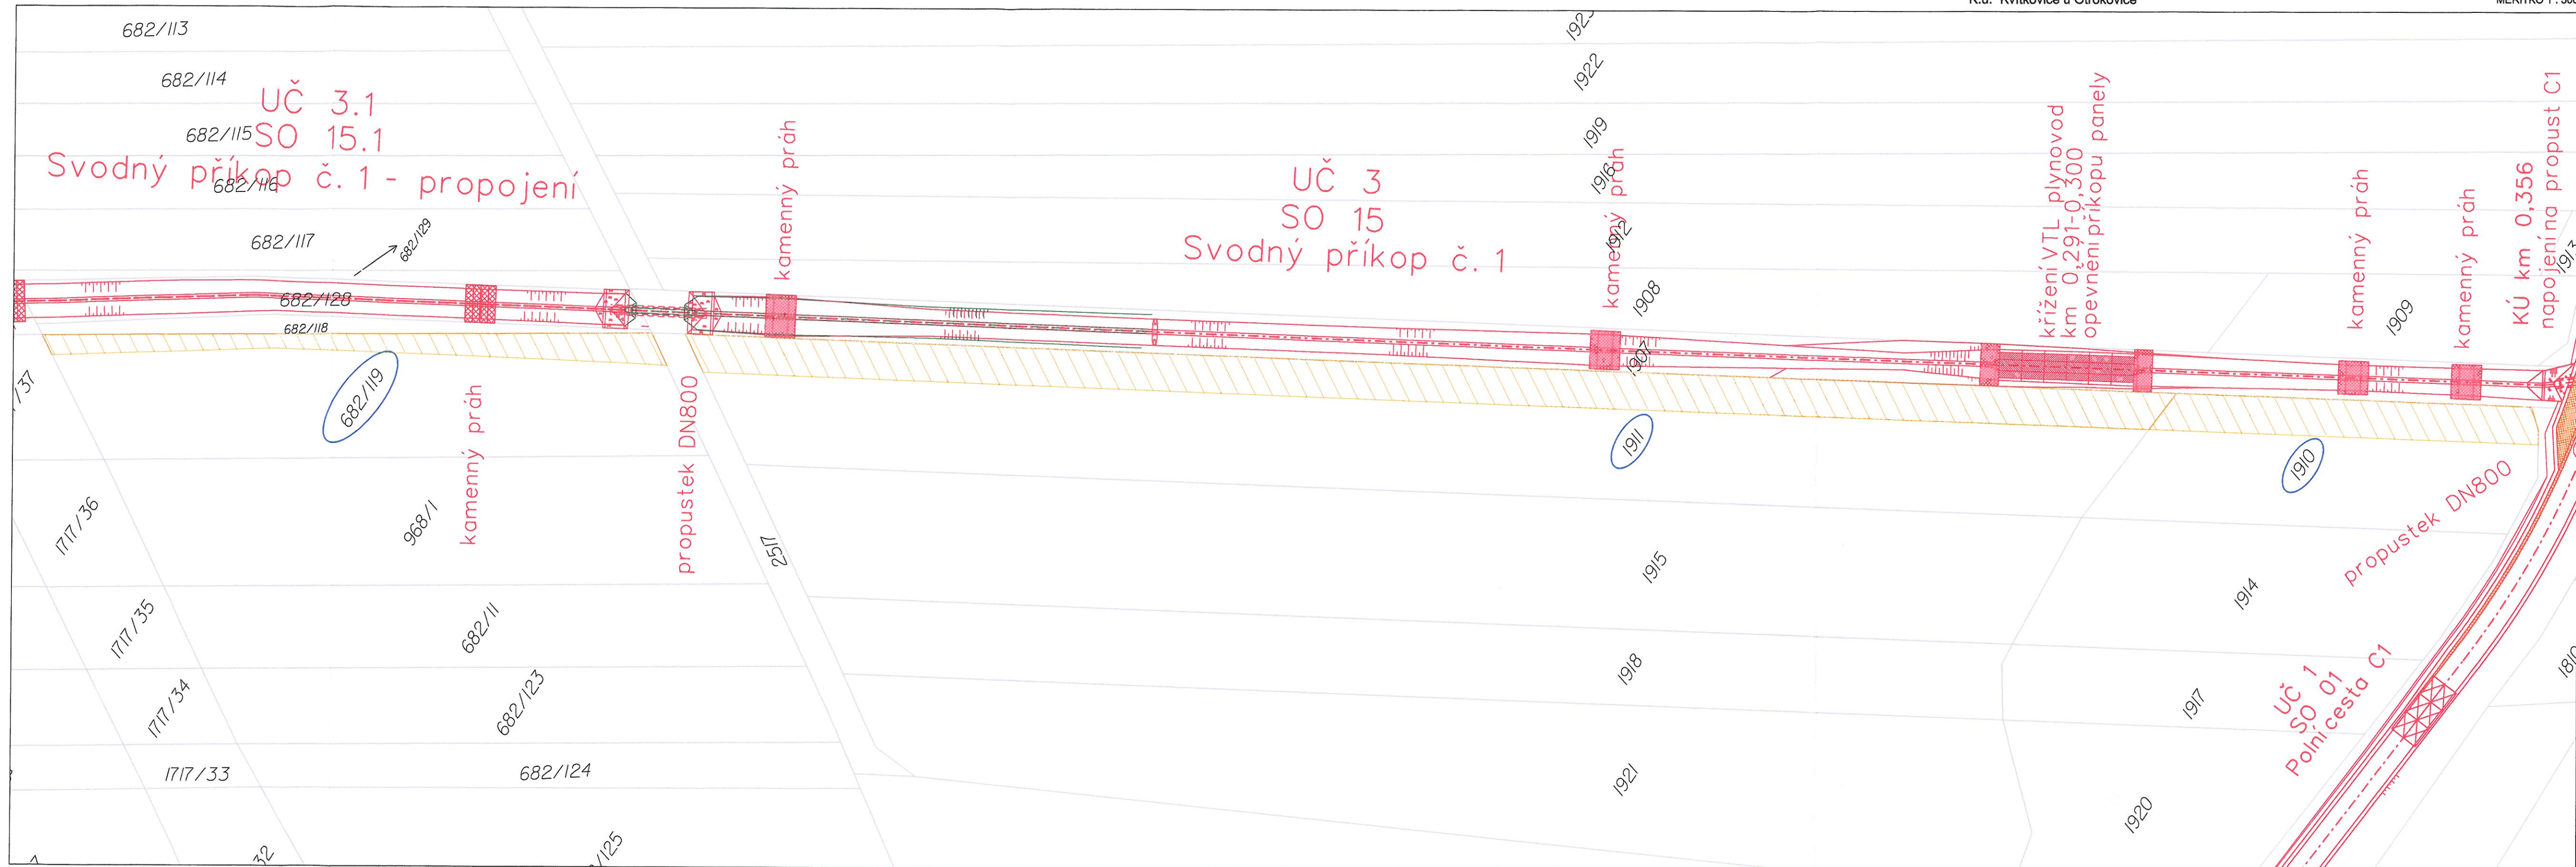 K.ú. Kvítkovice u Otrokovic
682/113
682/114
682/115
682/116
682/117
682/129
682/128
682/118
UČ 3.1
SO 15.1
Svodný příkop č. 1 - propojení
kamenný práh
UČ 3
SO 15
Svodný příkop č. 1
1922
1919
1916
kamenný práh
1912
1908
1907
křížení VTL plynovod
km 0,291-0,300
opevnění příkopu panely
kamenný práh
1909
kamenný práh
KÚ km 0,356
napojení na propust C1
682/119
kamenný práh
propustek DN800
1911
1910
propustek DN800
1717/36
968/1
2517
1915
1914
1717/35
682/11
1918
1917
1717/34
682/123
UČ 1
SO 01
Polní cesta C1
1717/33
682/124
1921
1920